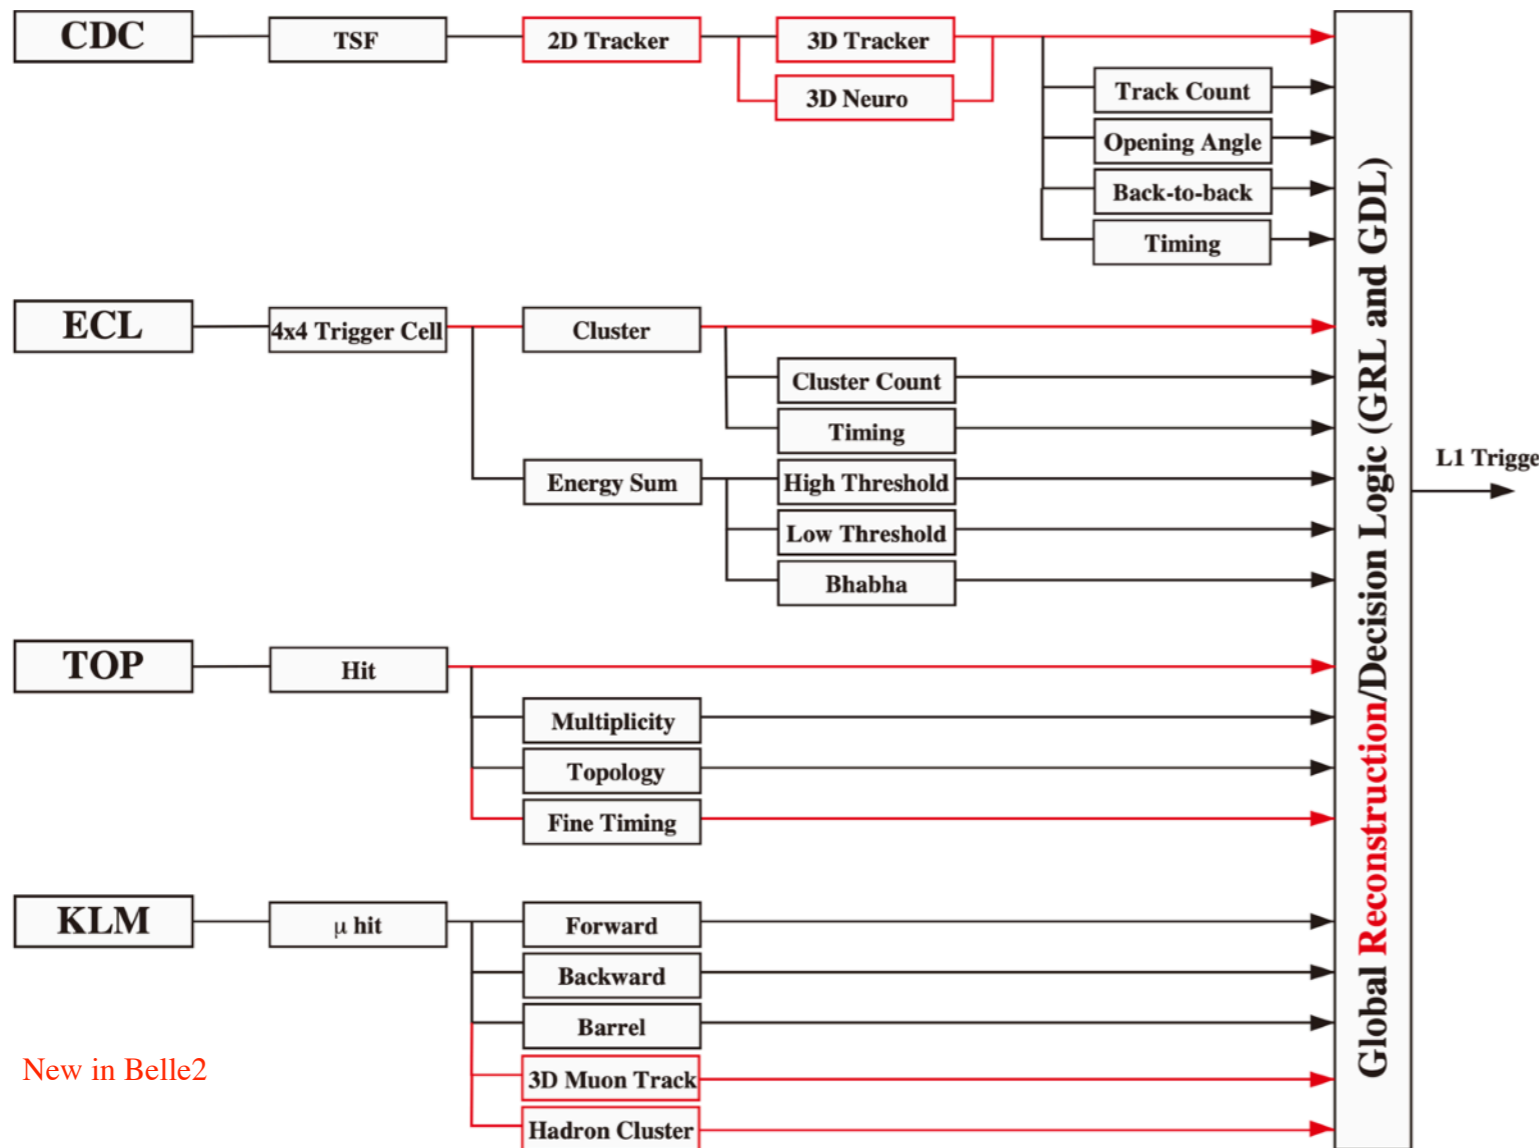 CDC
TSF
2D Tracker
3D Tracker
3D Neuro
Track Count
Opening Angle
Back-to-back
Timing
ECL
4x4 Trigger Cell
Cluster
Cluster Count
Timing
Energy Sum
High Threshold
Low Threshold
Bhabha
TOP
Hit
Multiplicity
Topology
Fine Timing
KLM
μ hit
Forward
Backward
Barrel
3D Muon Track
Hadron Cluster
New in Belle2
Global Reconstruction/Decision Logic (GRL and GDL)
L1 Trigge